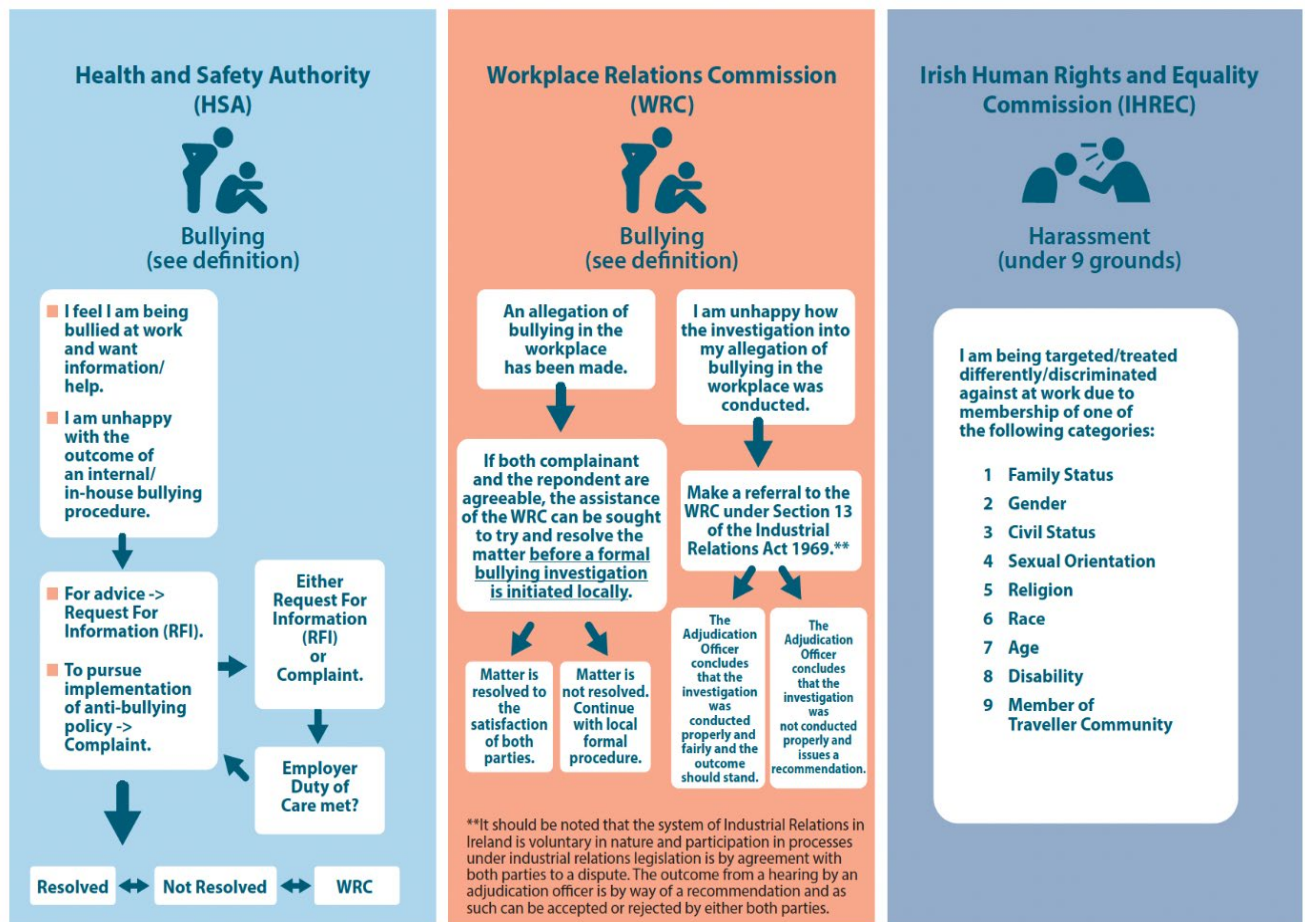 Health and Safety Authority
(HSA)
Bullying
(see definition)
I feel I am being
bullied at work
and want
information/
help.
I am unhappy
with the
outcome of
an internal/
in-house bullying
procedure.
For advice ->
Request For
Information (RFI).
To pursue
implementation
of anti-bullying
policy ->
Complaint.
Either
Request For
Information
(RFI)
or
Complaint.
Employer
Duty of
Care met?
Resolved
Not Resolved
WRC
Workplace Relations Commission
(WRC)
Bullying
(see definition)
An allegation of
bullying in the
workplace
has been made.
If both complainant
and the repondent are
agreeable, the assistance
of the WRC can be sought
to try and resolve the
matter before a formal
bullying investigation
is initiated locally.
Matter is
resolved to
the
satisfaction
of both
parties.
Matter is
not resolved.
Continue
with local
formal
procedure.
I am unhappy how
the investigation into
my allegation of
bullying in the
workplace was
conducted.
Make a referral to the
WRC under Section 13
of the Industrial
Relations Act 1969.**
The
Adjudication
Officer
concludes
that the
investigation
was
conducted
properly and
fairly and the
outcome
should stand.
The
Adjudication
Officer
concludes
that the
investigation
was
not conducted
properly and
issues a
recommendation.
**It should be noted that the system of Industrial Relations in
Ireland is voluntary in nature and participation in processes
under industrial relations legislation is by agreement with
both parties to a dispute. The outcome from a hearing by an
adjudication officer is by way of a recommendation and as
such can be accepted or rejected by either both parties.
Irish Human Rights and Equality
Commission (IHREC)
Harassment
(under 9 grounds)
I am being targeted/treated
differently/discriminated
against at work due to
membership of one of
the following categories:
1 Family Status
2 Gender
3 Civil Status
4 Sexual Orientation
5 Religion
6 Race
7 Age
8 Disability
9 Member of
Traveller Community